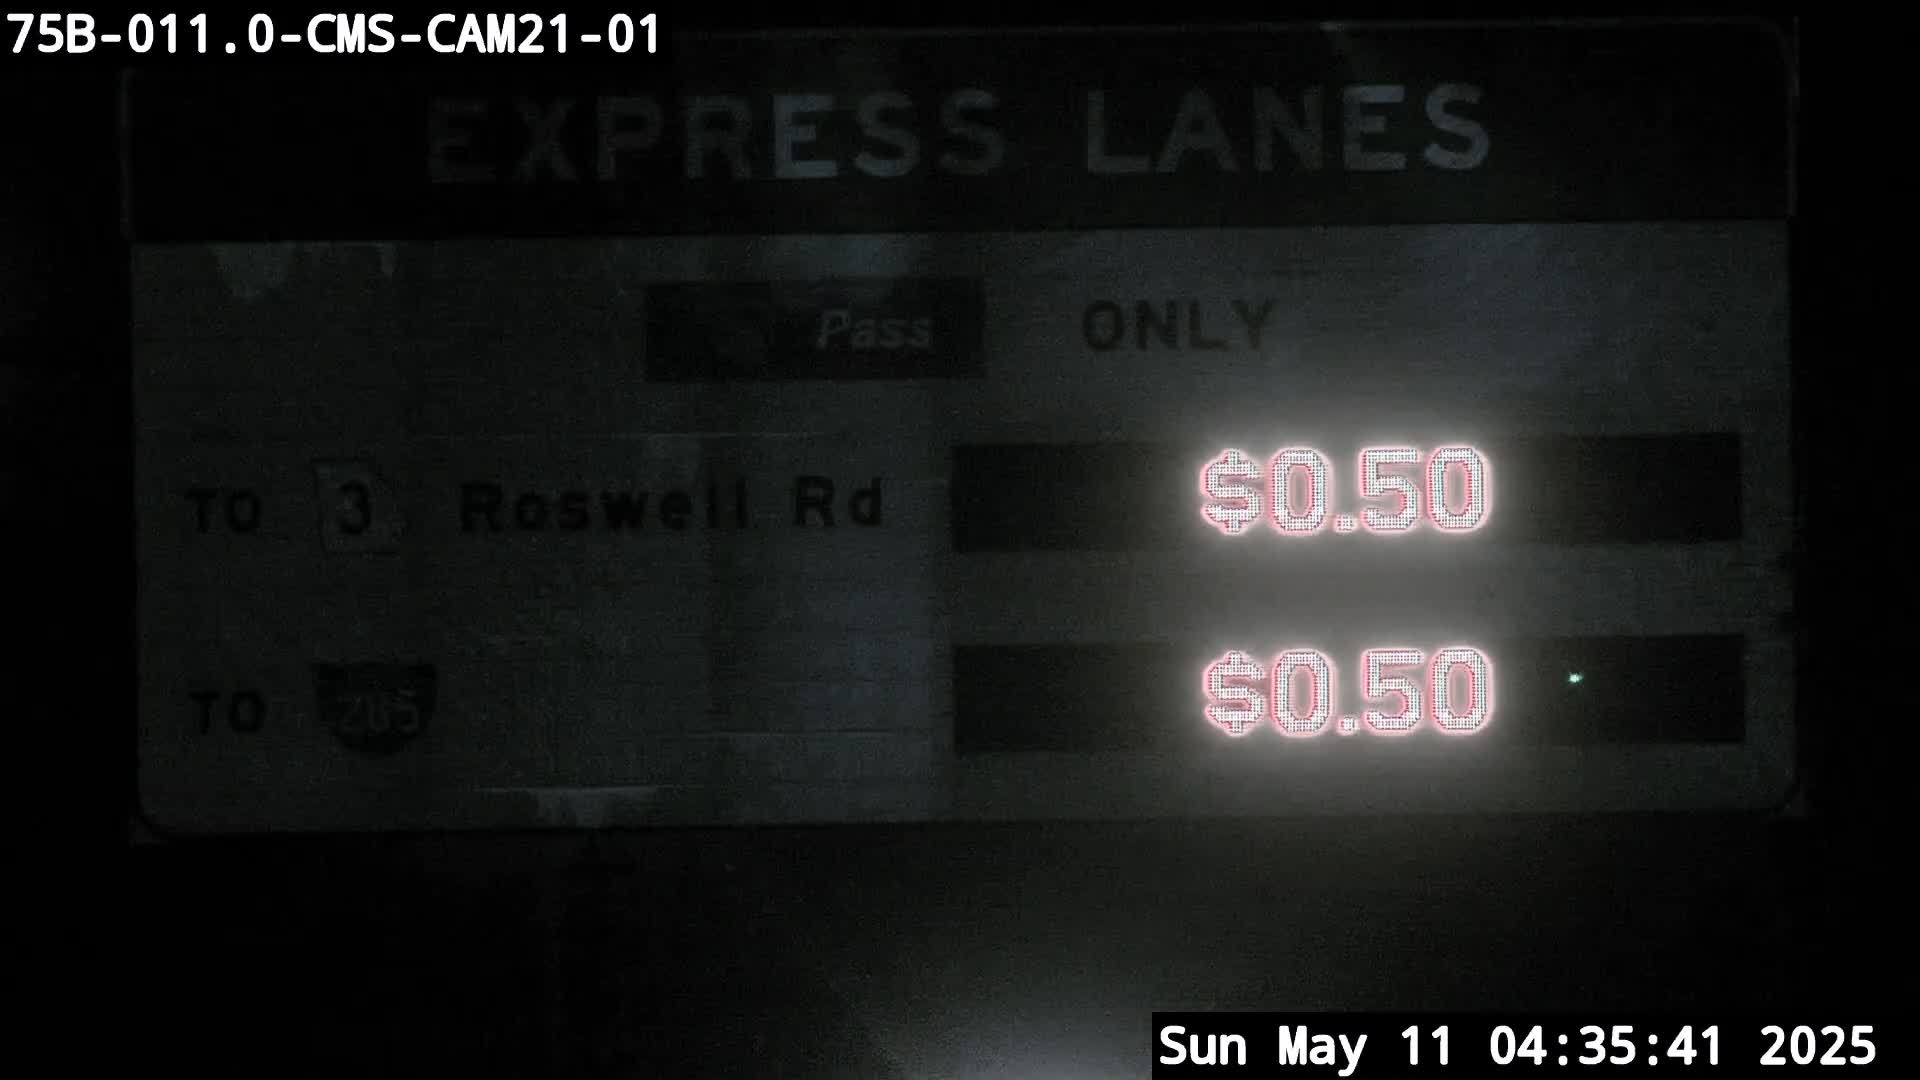 75B-011.0-CMS-CAM21-01
EXPRESS LANES
Pass ONLY
TO 3 Roswell Rd $0.50
TO $0.50
Sun May 11 04:35:41 2025